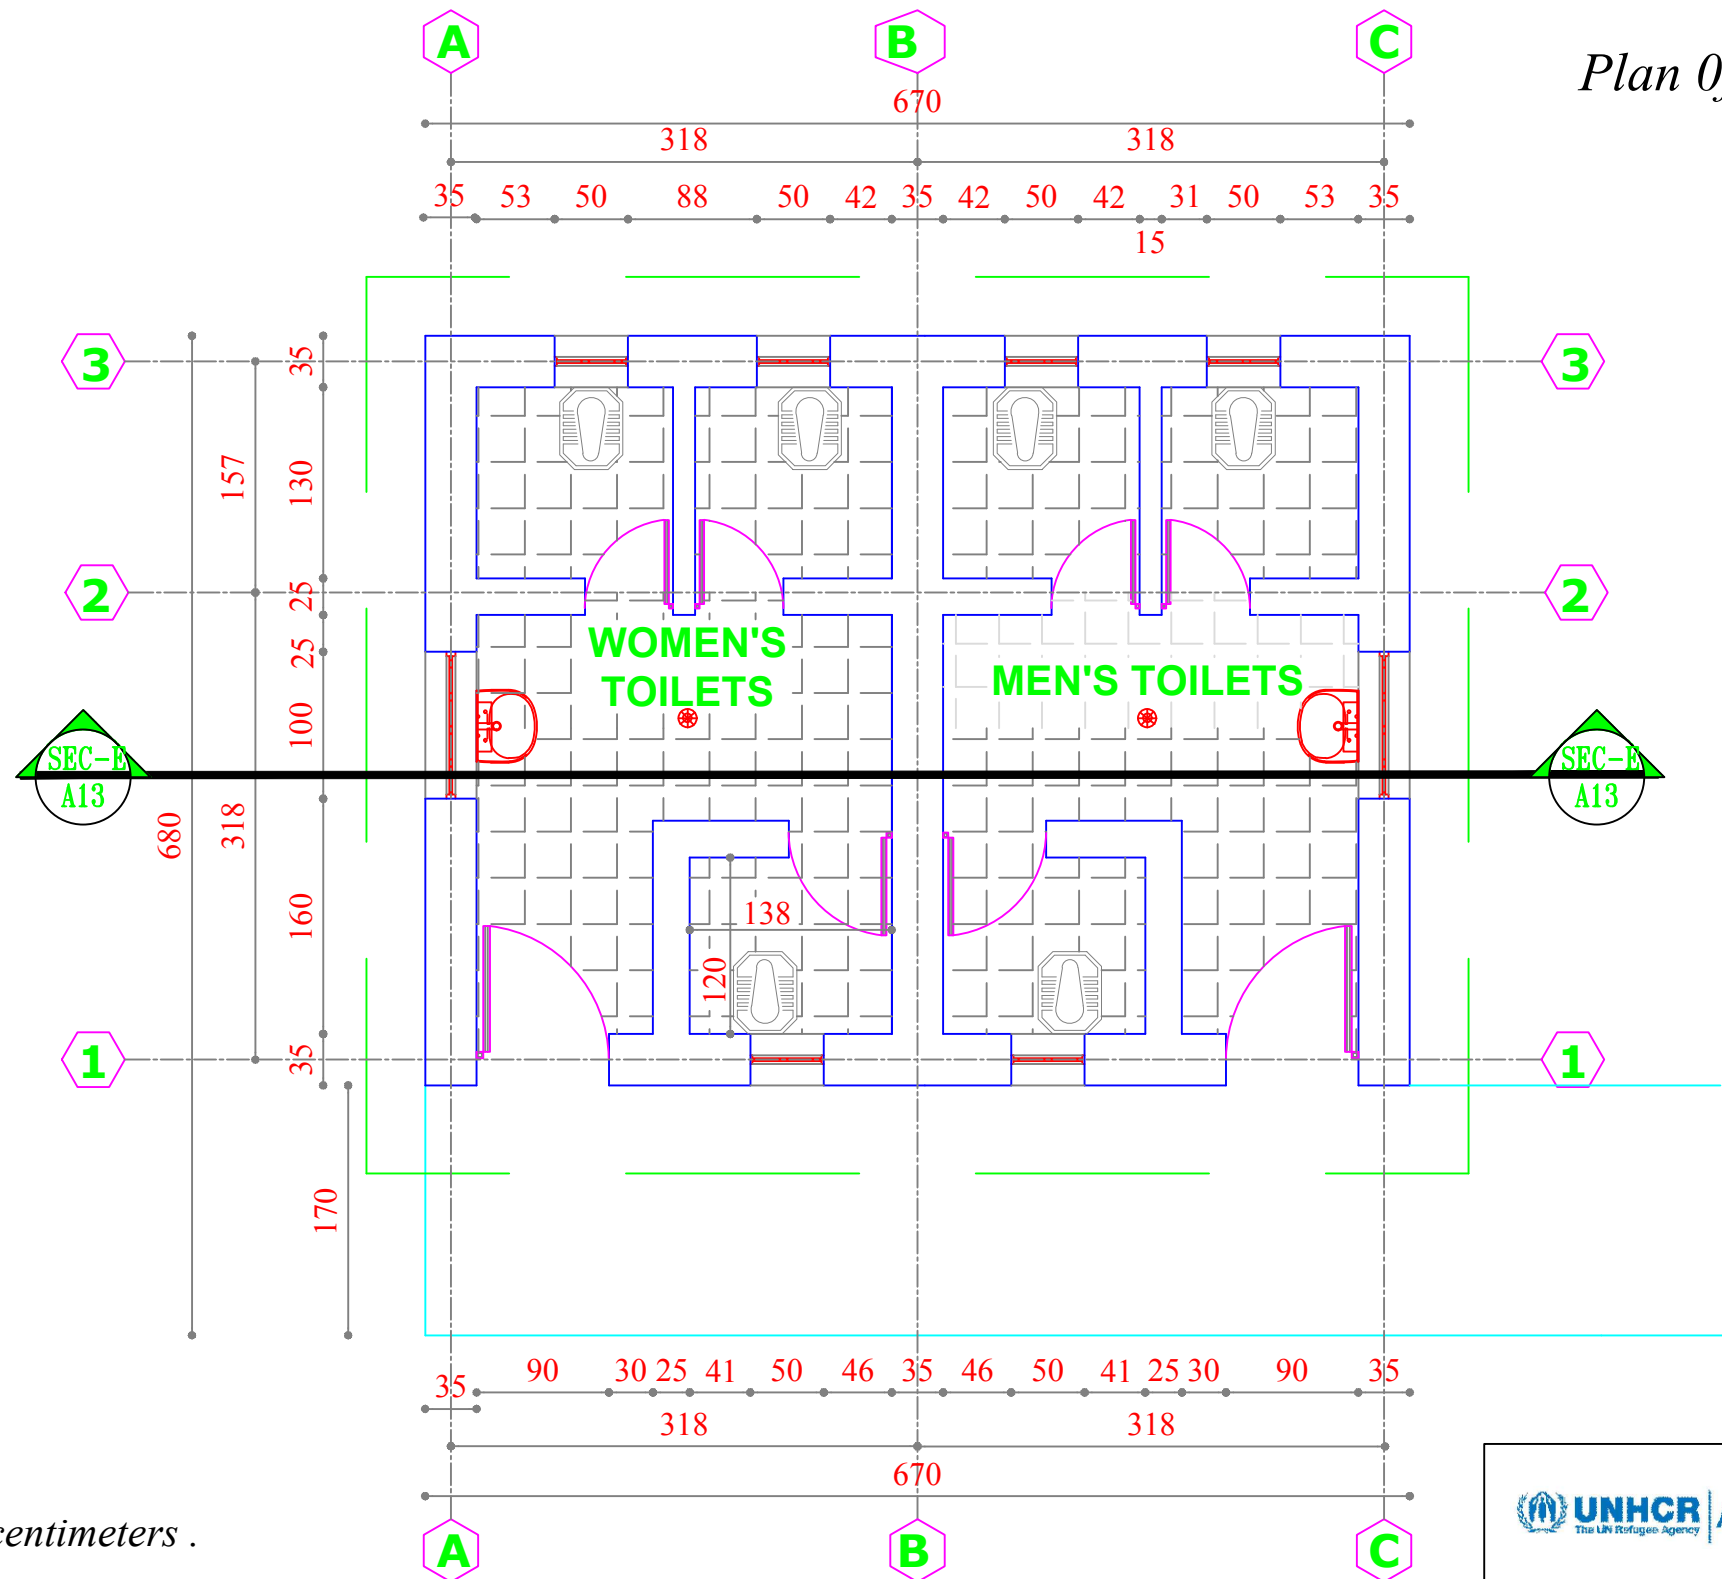 A B C
Plan
670
318 318
35 53 50 88 50 42 35 42 50 42 31 50 53 35
15
3 35 3
157 130
2 25 2
25
WOMEN'S
TOILETS
MEN'S TOILETS
100
SEC-E SEC-E
A13 A13
680 318
160
138
120
1 35 1
170
35 90 30 25 41 50 46 35 46 50 41 25 30 90 35
318 318
670
centimeters .
UNHCR
The UN Refugee Agency
A B C